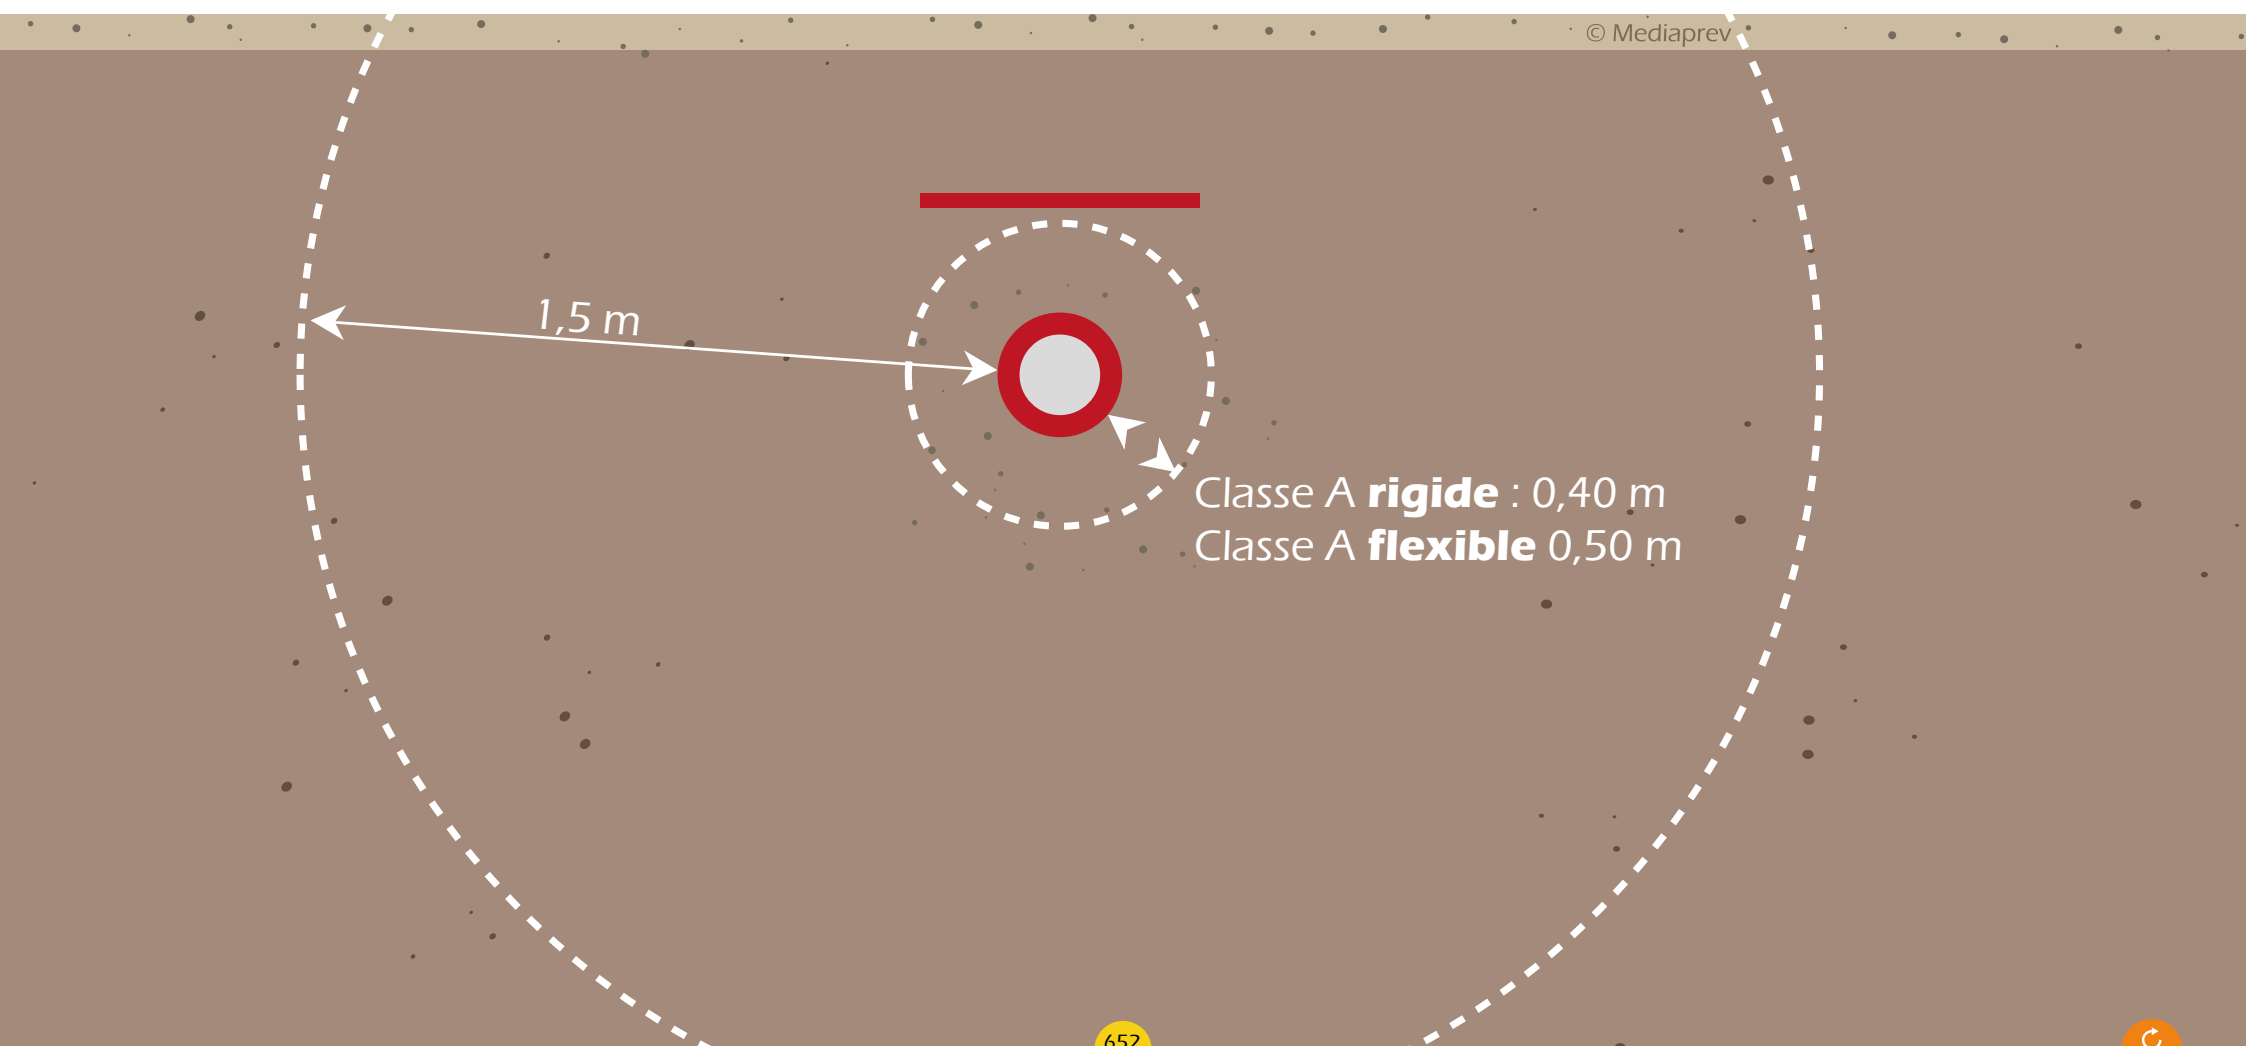 © Mediaprev
1,5 m
Classe A rigide : 0,40 m
Classe A flexible 0,50 m
652